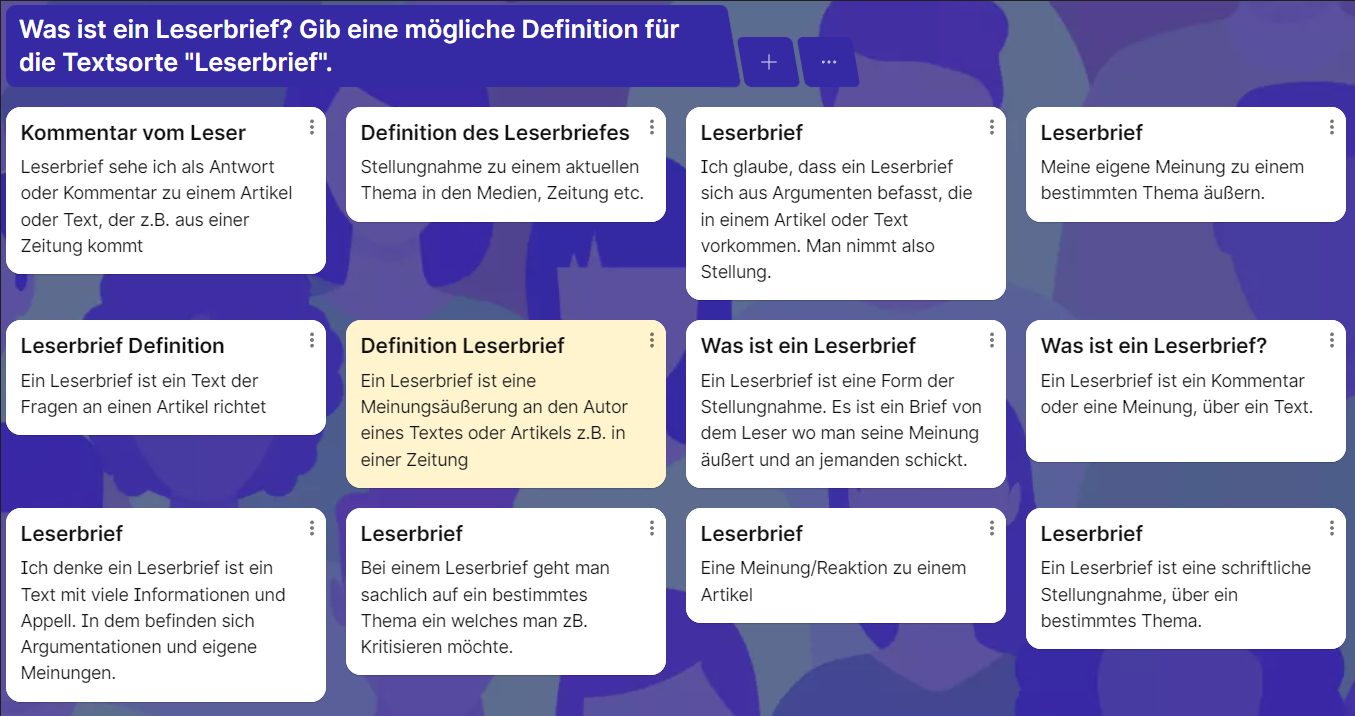 Was ist ein Leserbrief? Gib eine mögliche Definition für
die Textsorte "Leserbrief".
Kommentar vom Leser
Leserbrief sehe ich als Antwort
oder Kommentar zu einem Artikel
oder Text, der z.B. aus einer
Zeitung kommt
Definition des Leserbriefes
Stellungnahme zu einem aktuellen
Thema in den Medien, Zeitung etc.
Leserbrief
Ich glaube, dass ein Leserbrief
sich aus Argumenten befasst, die
in einem Artikel oder Text
vorkommen. Man nimmt also
Stellung.
Leserbrief
Meine eigene Meinung zu einem
bestimmten Thema äußern.
Leserbrief Definition
Ein Leserbrief ist ein Text der
Fragen an einen Artikel richtet
Definition Leserbrief
Ein Leserbrief ist eine
Meinungsäußerung an den Autor
eines Textes oder Artikels z.B. in
einer Zeitung
Was ist ein Leserbrief
Ein Leserbrief ist eine Form der
Stellungnahme. Es ist ein Brief von
dem Leser wo man seine Meinung
äußert und an jemanden schickt.
Was ist ein Leserbrief?
Ein Leserbrief ist ein Kommentar
oder eine Meinung, über ein Text.
Leserbrief
Ich denke ein Leserbrief ist ein
Text mit viele Informationen und
Appell. In dem befinden sich
Argumentationen und eigene
Meinungen.
Leserbrief
Bei einem Leserbrief geht man
sachlich auf ein bestimmtes
Thema ein welches man zB.
Kritisieren möchte.
Leserbrief
Eine Meinung/Reaktion zu einem
Artikel
Leserbrief
Ein Leserbrief ist eine schriftliche
Stellungnahme, über ein
bestimmtes Thema.